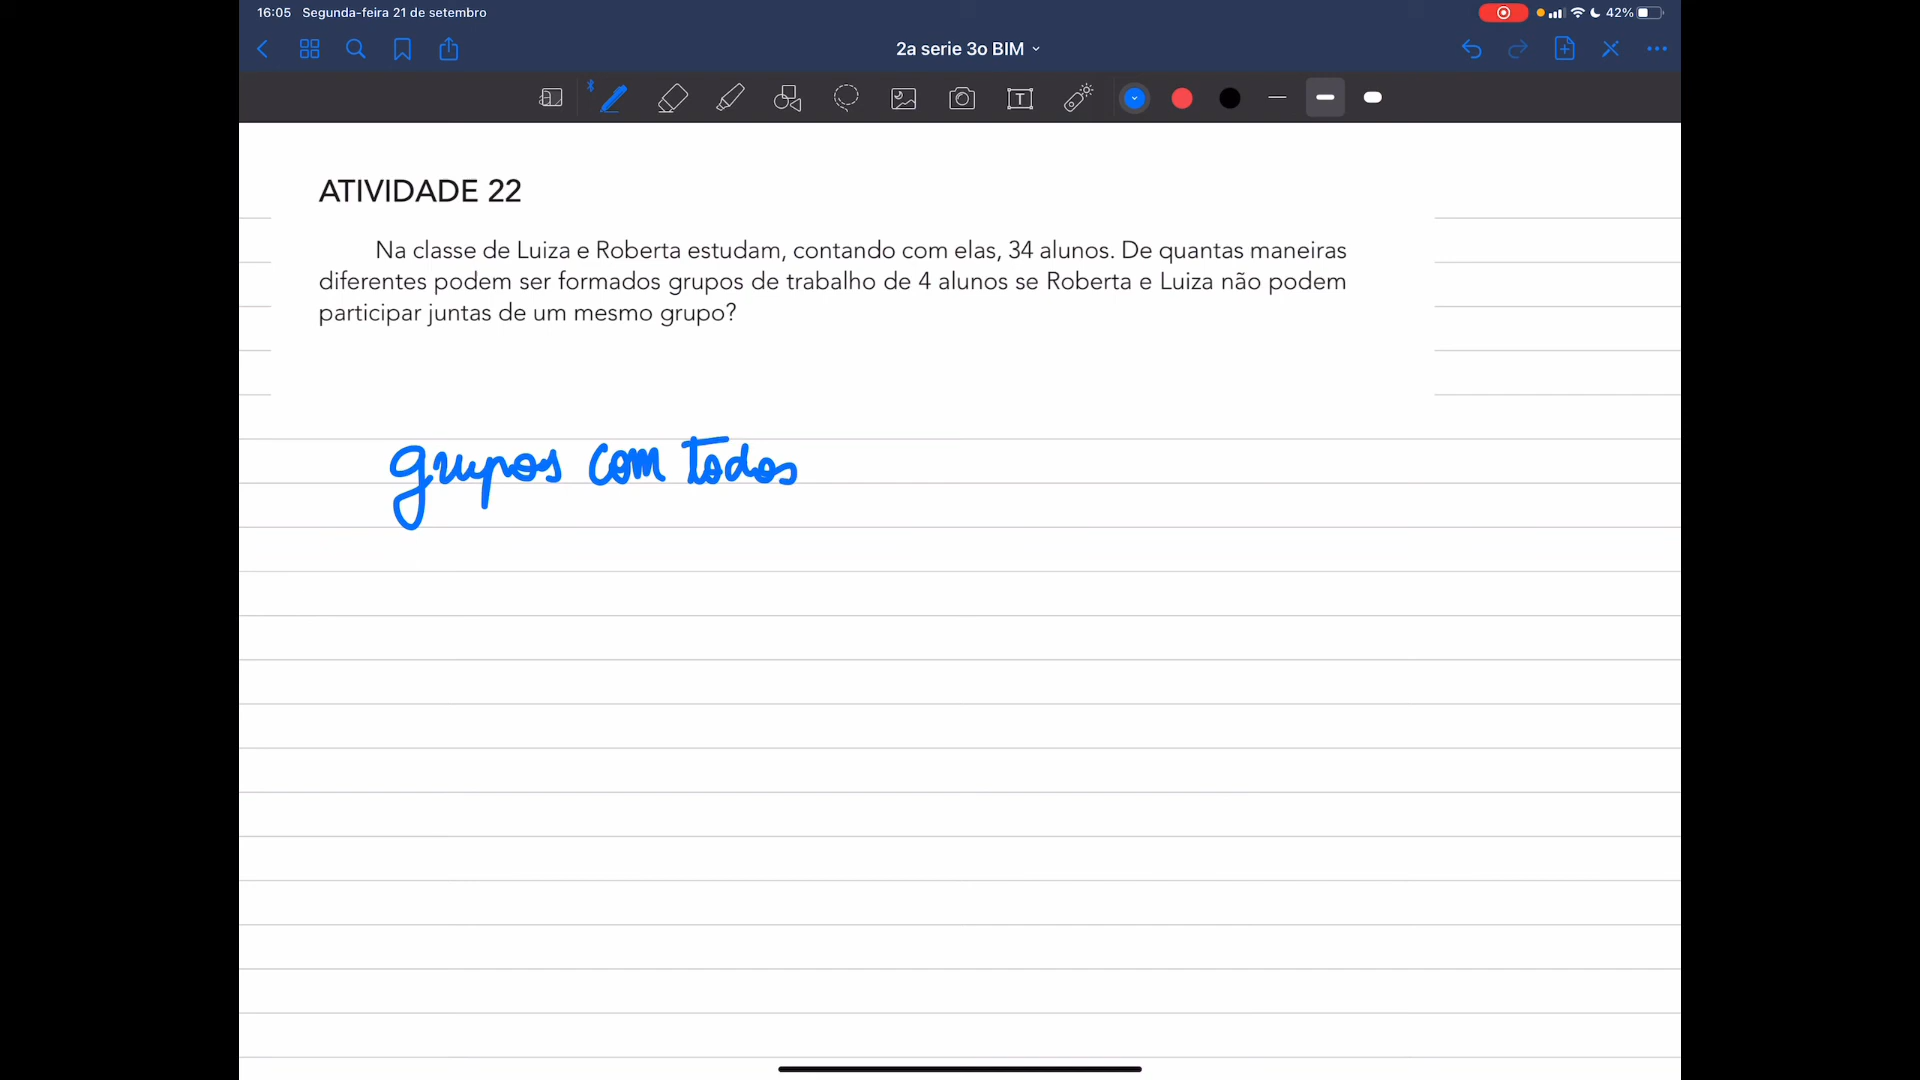 16:05 Segunda-feira 21 de setembro
42%
2a serie 3o BIM
T
ATIVIDADE 22
Na classe de Luiza e Roberta estudam, contando com elas, 34 alunos. De quantas maneiras
diferentes podem ser formados grupos de trabalho de 4 alunos se Roberta e Luiza não podem
participar juntas de um mesmo grupo?
grupos com todos